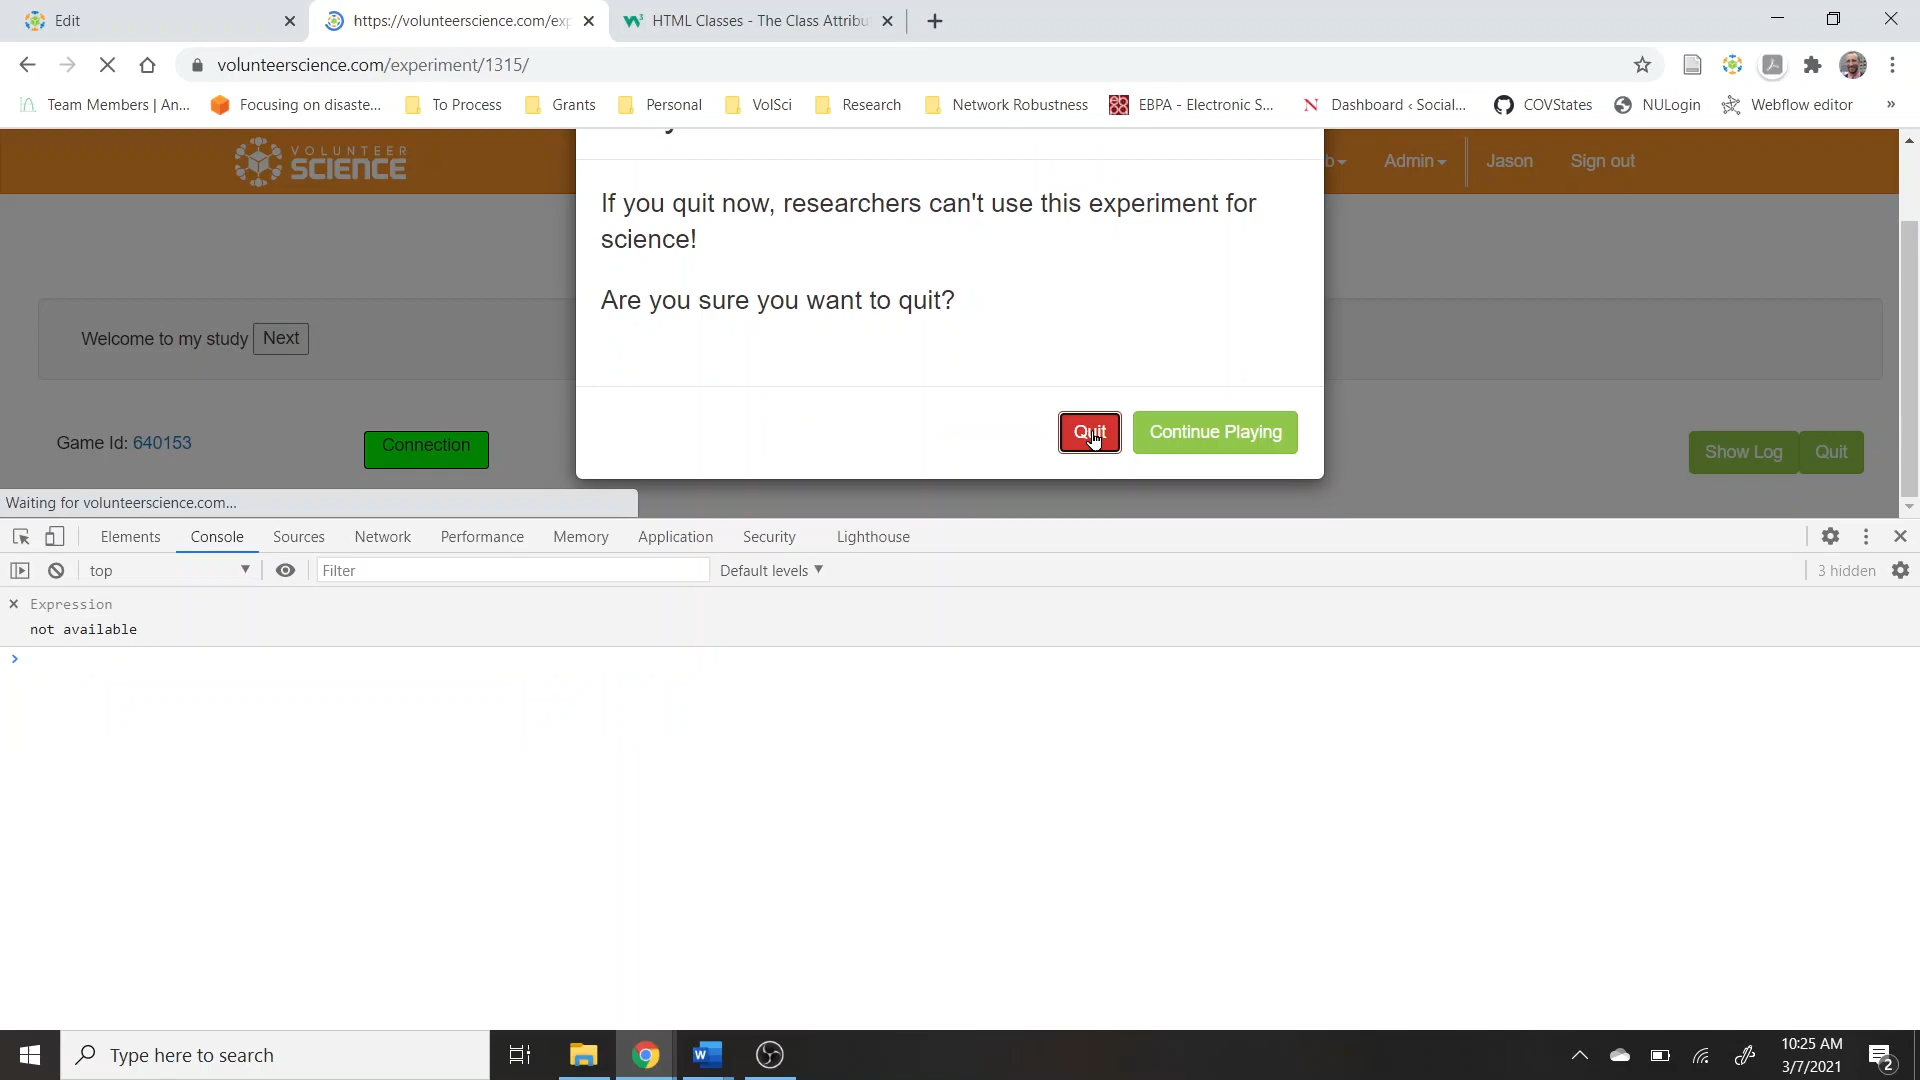 Edit
https://volunteerscience.com/exp
HTML Classes - The Class Attribu
volunteerscience.com/experiment/1315/
Team Members | An...
Focusing on disaste...
To Process
Grants
Personal
VolSci
Research
Network Robustness
EBPA - Electronic S...
Dashboard ‹ Social...
COVStates
NULogin
Webflow editor
»
VOLUNTEER
SCIENCE
Admin
Jason
Sign out
If you quit now, researchers can't use this experiment for
science!
Are you sure you want to quit?
Welcome to my study Next
Quit
Continue Playing
Game Id: 640153
Connection
Show Log
Quit
Waiting for volunteerscience.com...
Elements
Console
Sources
Network
Performance
Memory
Application
Security
Lighthouse
top
Filter
Default levels
3 hidden
Expression
not available
Type here to search
10:25 AM
3/7/2021
2